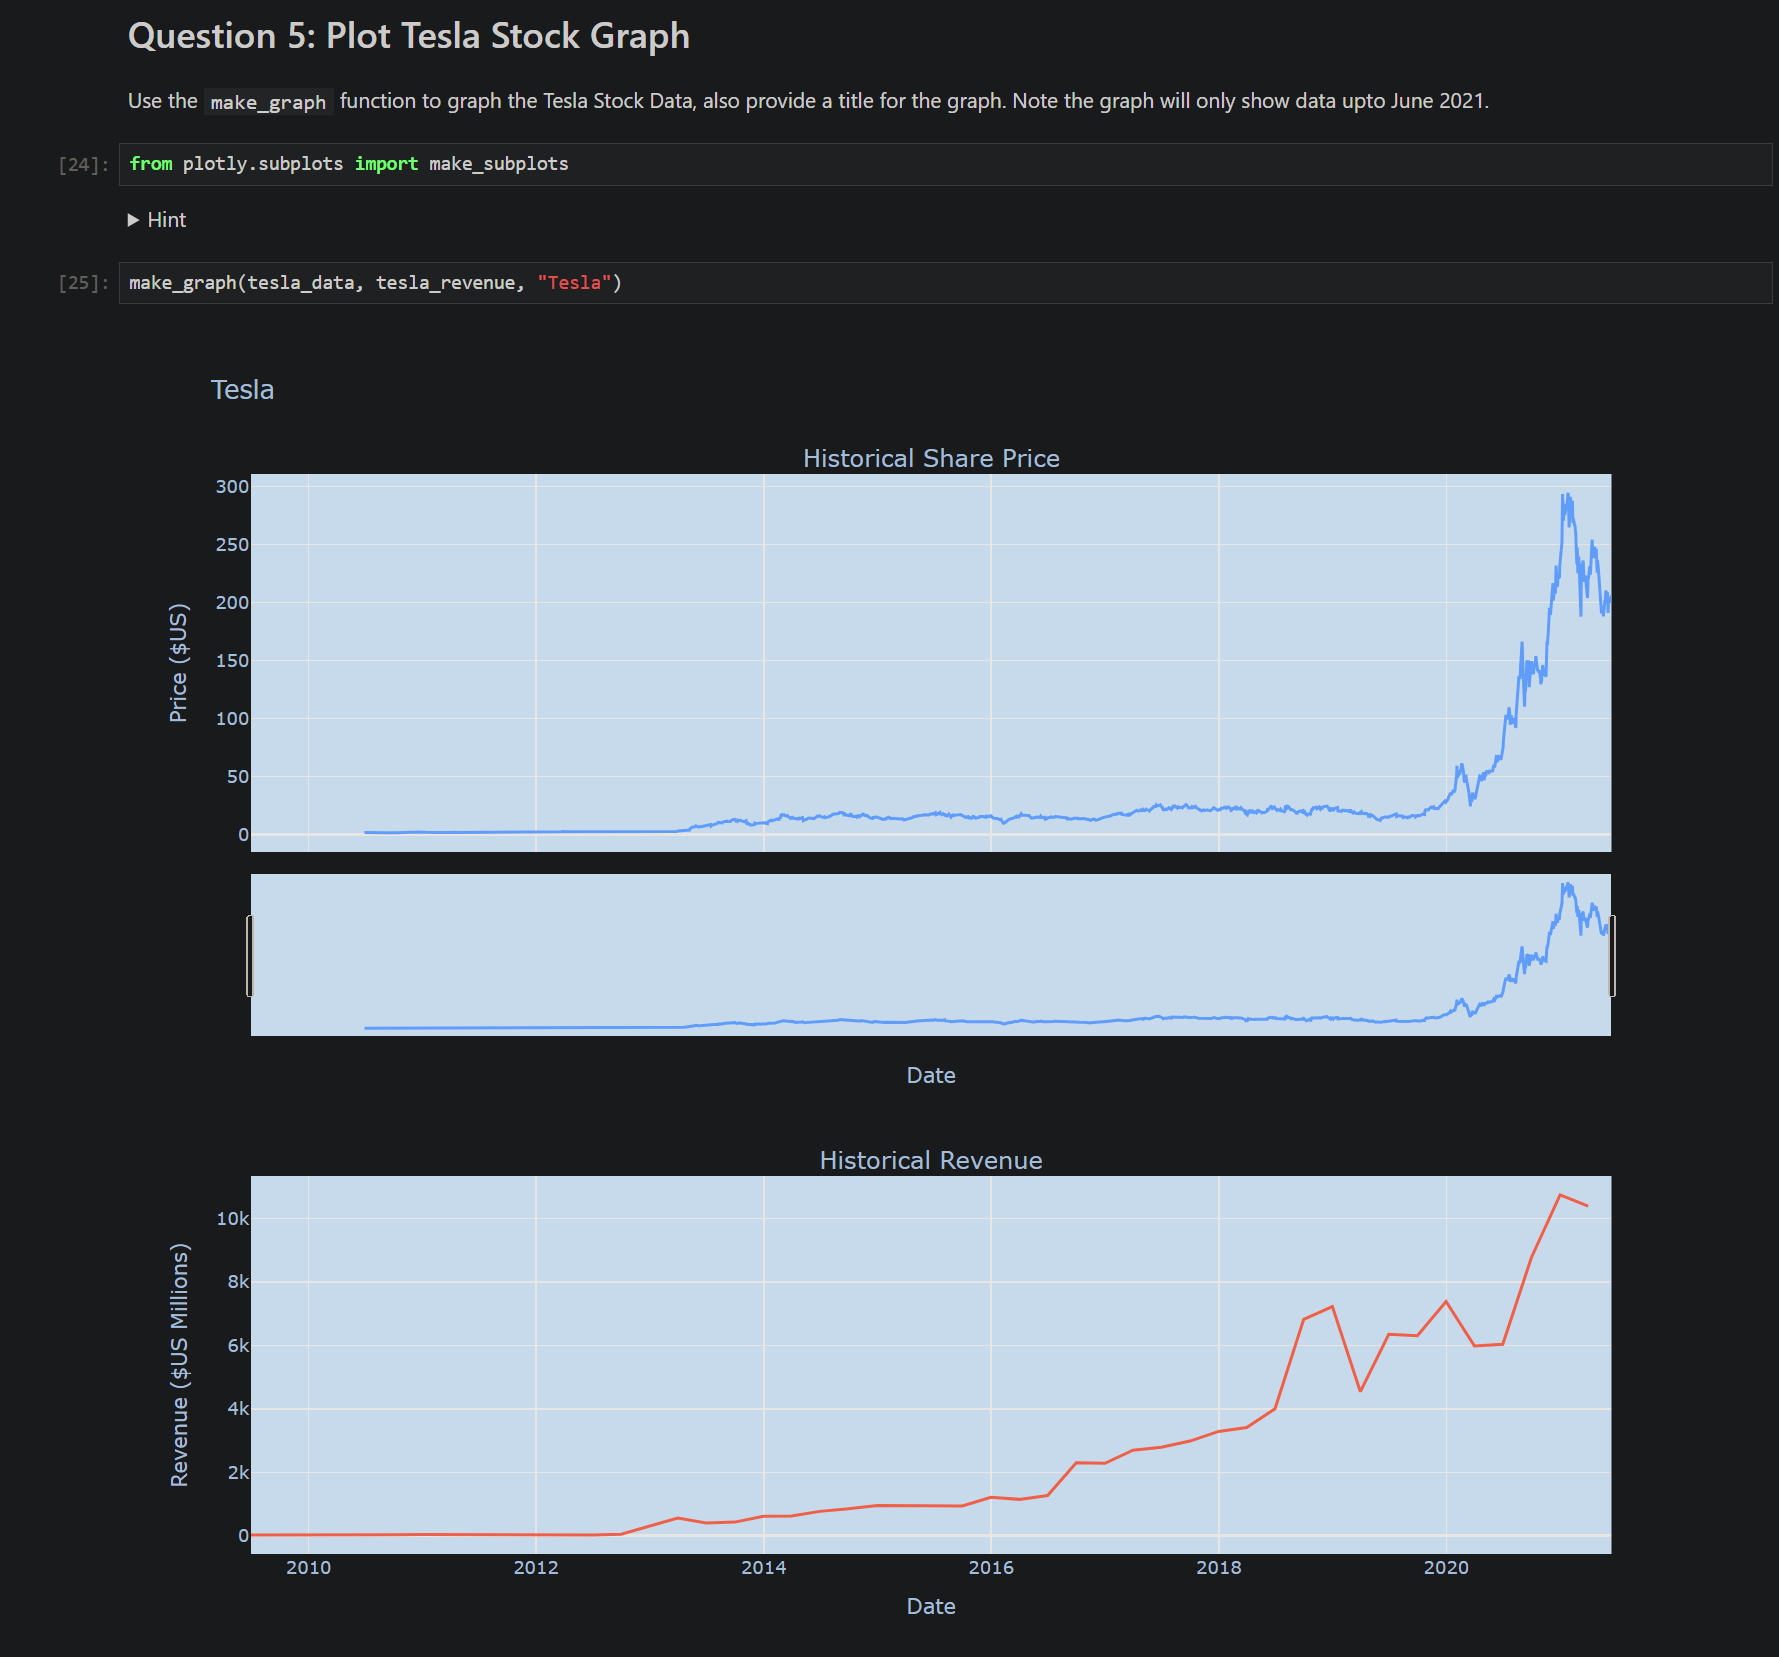 Question 5: Plot Tesla Stock Graph
Use the make_graph function to graph the Tesla Stock Data, also provide a title for the graph. Note the graph will only show data upto June 2021.
[24]: from plotly.subplots import make_subplots
▶ Hint
[25]: make_graph(tesla_data, tesla_revenue, "Tesla")
Tesla
Historical Share Price
Price ($US)
300
250
200
150
100
50
0
Date
Historical Revenue
Revenue ($US Millions)
10k
8k
6k
4k
2k
0
2010 2012 2014 2016 2018 2020
Date